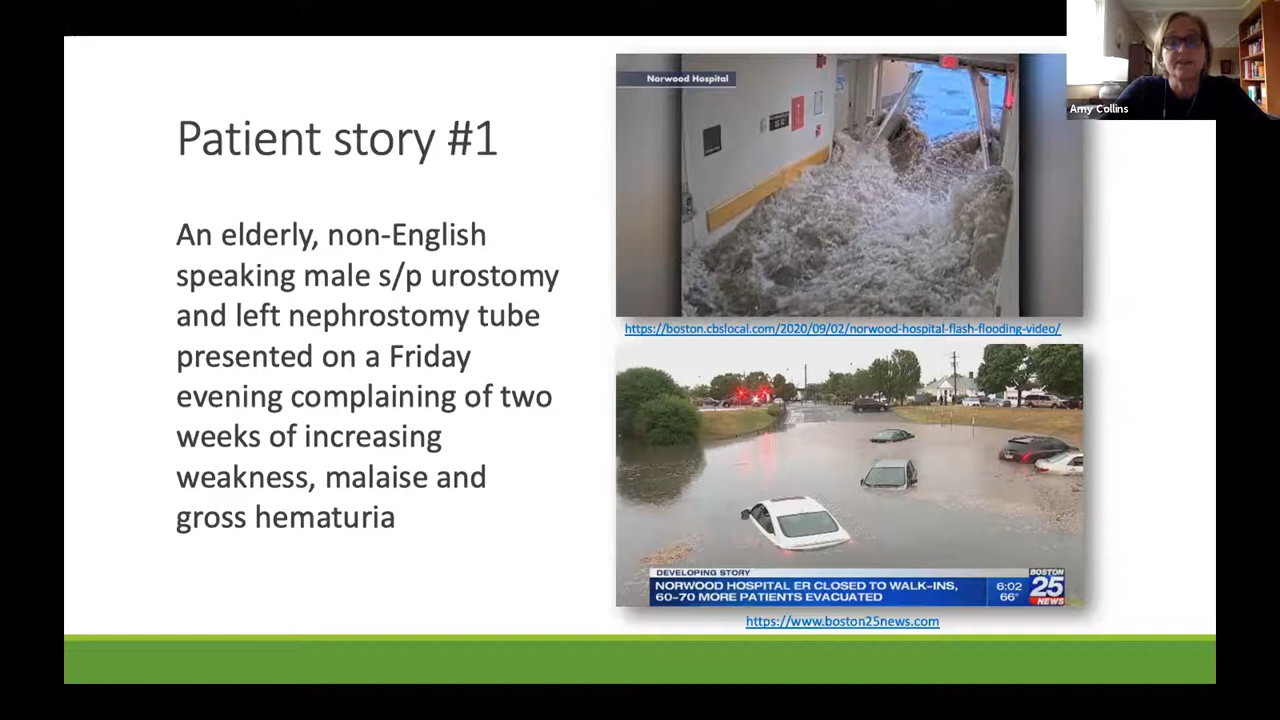 Patient story #1
An elderly, non-English
speaking male s/p urostomy
and left nephrostomy tube
presented on a Friday
evening complaining of two
weeks of increasing
weakness, malaise and
gross hematuria
Norwood Hospital
https://boston.cbslocal.com/2020/09/02/norwood-hospital-flash-flooding-video/
DEVELOPING STORY
NORWOOD HOSPITAL ER CLOSED TO WALK-INS,
60-70 MORE PATIENTS EVACUATED
6:02
66°
BOSTON
25
NEWS
https://www.boston25news.com
Amy Collins